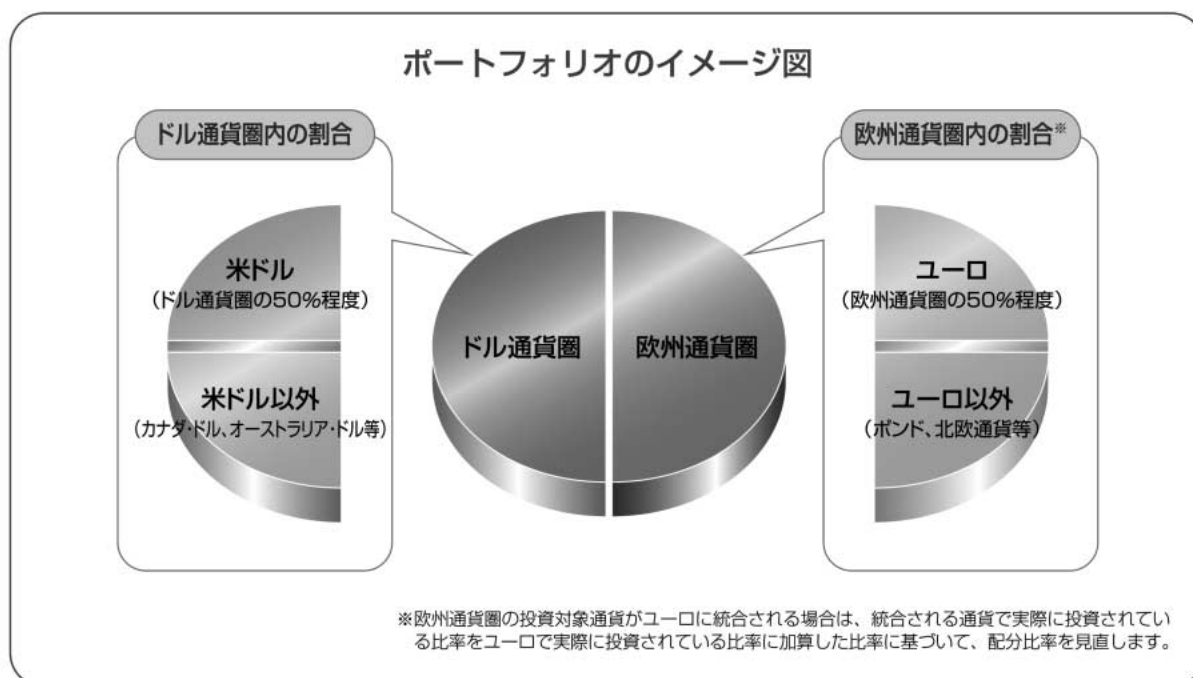 ポートフォリオのイメージ図
ドル通貨圏内の割合
米ドル
（ドル通貨圏の50%程度）
米ドル以外
（カナダ・ドル、オーストラリア・ドル等）
ドル通貨圏
欧州通貨圏
欧州通貨圏内の割合※
ユーロ
（欧州通貨圏の50%程度）
ユーロ以外
（ポンド、北欧通貨等）
※欧州通貨圏の投資対象通貨がユーロに統合される場合は、統合される通貨で実際に投資されてい
る比率をユーロで実際に投資されている比率に加算した比率に基づいて、配分比率を見直します。